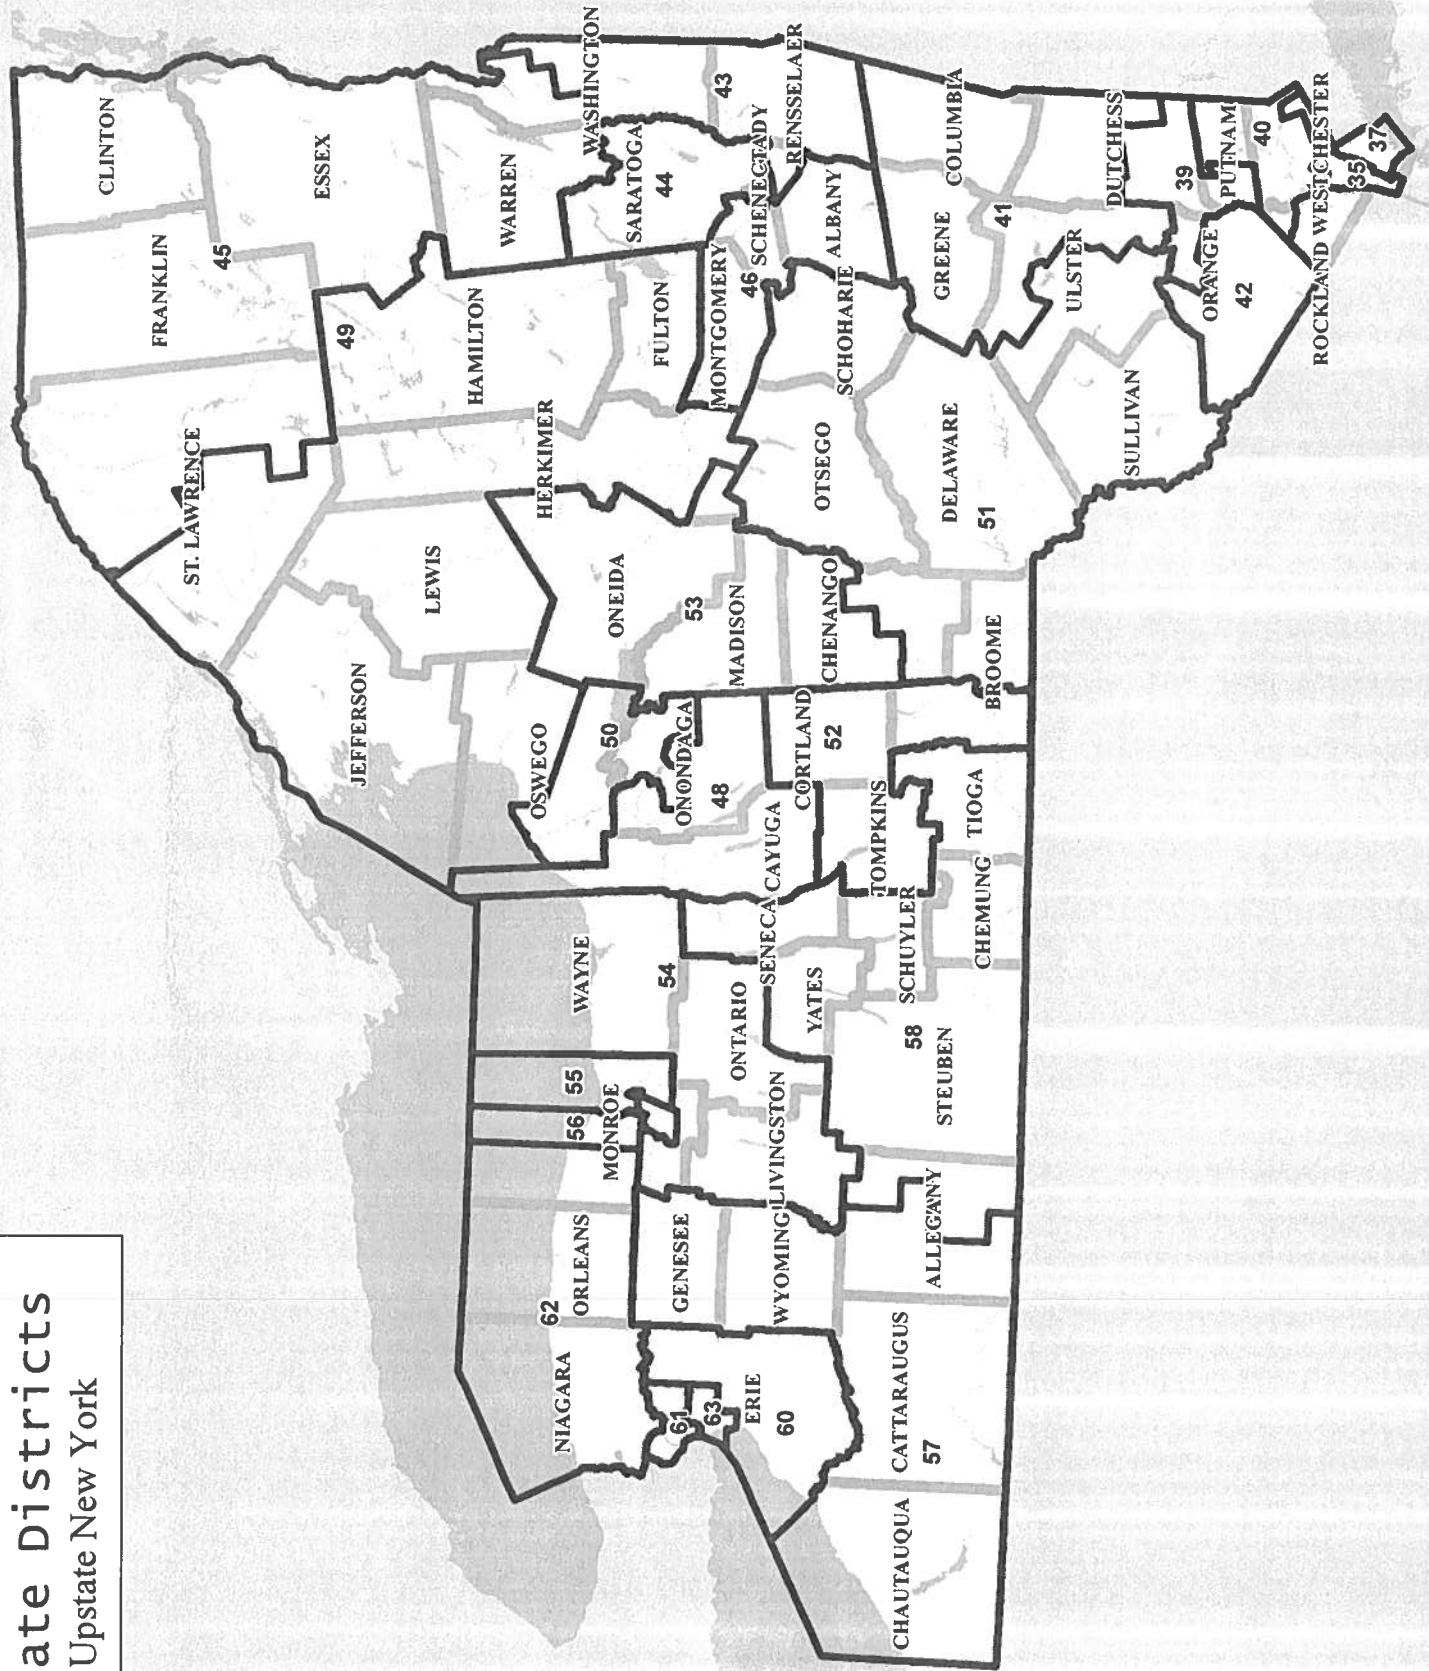 ate Districts
Upstate New York
CLINTON
FRANKLIN
45
ESSEX
ST. LAWRENCE
49
HAMILTON
WARREN
WASHINGTON
JEFFERSON
LEWIS
HERKIMER
SARATOGA
44
43
FULTON
MONTGOMERY
46
SCHENECTADY
RENSSELAER
OSWEGO
ONEIDA
53
50
ONONDAGA
MADISON
48
OTSEGO
SCHOHARIE
ALBANY
CHENANGO
CORTLAND
52
CAYUGA
SENECA
WAYNE
54
ONTARIO
YATES
TOMPKINS
SCHUYLER
TIOGA
CHEMUNG
BROOME
DELAWARE
51
GREENE
COLUMBIA
41
ULSTER
DUTCHESS
SULLIVAN
ORANGE
42
39
PUTNAM
40
ROCKLAND
WESTCHESTER
35
37
55
56
MONROE
LIVINGSTON
58
STEUBEN
ALLEGANY
62
ORLEANS
GENESEE
WYOMING
NIAGARA
61
63
ERIE
60
CATTARAUGUS
57
CHAUTAUQUA